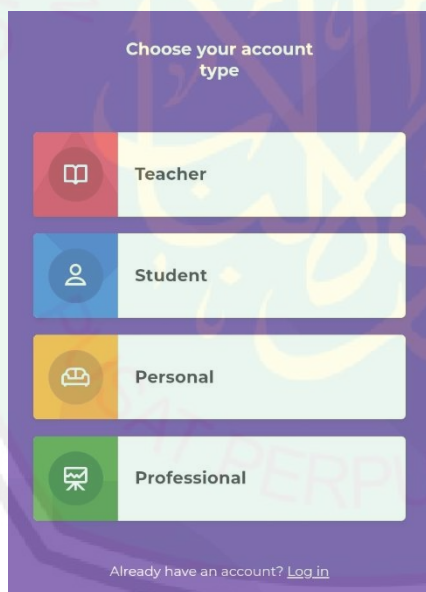 Choose your account
type
Teacher
Student
Personal
Professional
Already have an account? Log in